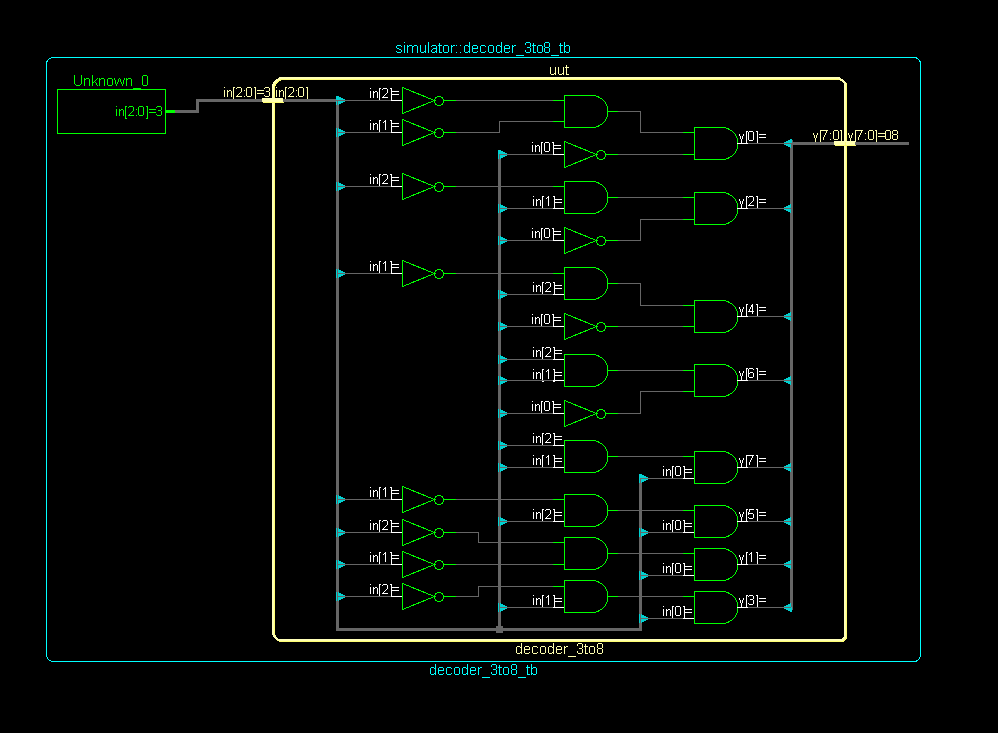 simulator::decoder_3to8_tb
uut
Unknown_0
in[2:0]=3
in[2:0]=3
in[2:0]
in[2]=
in[1]=
in[0]=
y[0]=
y[7:0]
y[7:0]=08
in[2]=
in[1]=
in[0]=
y[2]=
in[1]=
in[2]=
in[0]=
y[4]=
in[2]=
in[1]=
in[0]=
y[6]=
in[2]=
in[1]=
in[0]=
y[7]=
in[1]=
in[2]=
in[0]=
y[5]=
in[2]=
in[1]=
in[0]=
y[1]=
in[2]=
in[1]=
in[0]=
y[3]=
decoder_3to8
decoder_3to8_tb